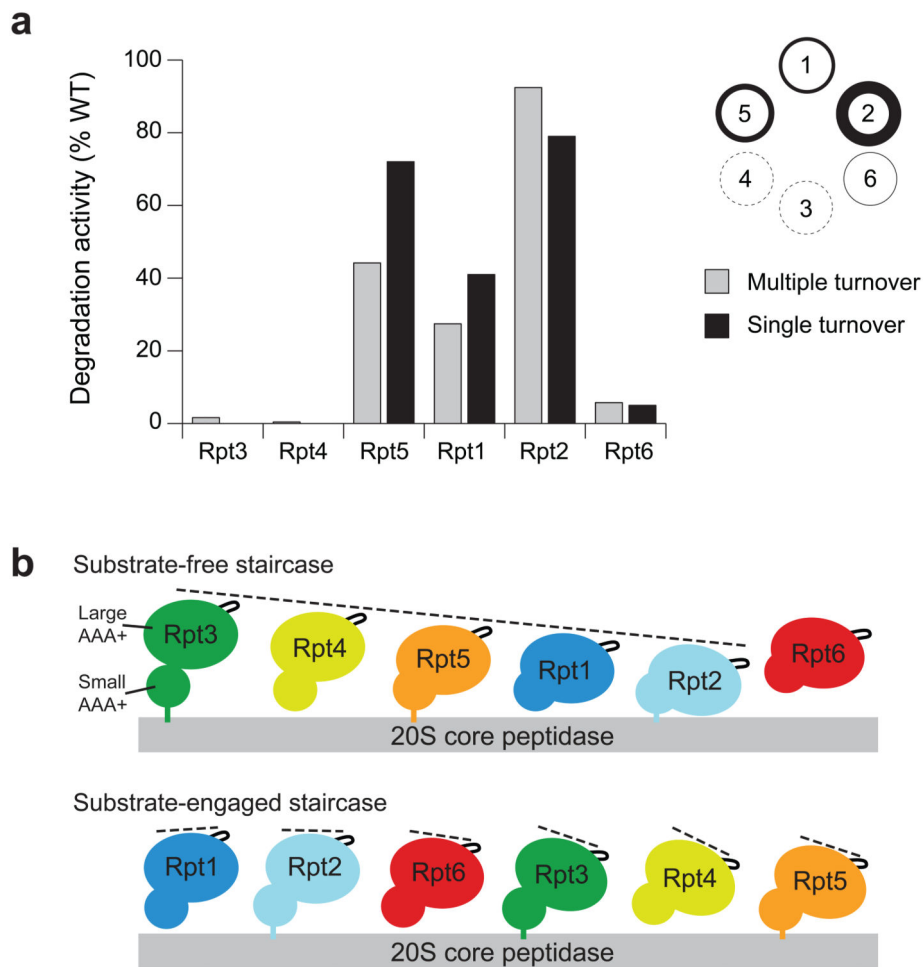 a
100
80
60
40
20
0
Degradation activity (% WT)
Rpt3 Rpt4 Rpt5 Rpt1 Rpt2 Rpt6
1
5 2
4 6
3
Multiple turnover
Single turnover
b
Substrate-free staircase
Large
AAA+
Small
AAA+
Rpt3 Rpt4 Rpt5 Rpt1 Rpt2 Rpt6
20S core peptidase
Substrate-engaged staircase
Rpt1 Rpt2 Rpt6 Rpt3 Rpt4 Rpt5
20S core peptidase